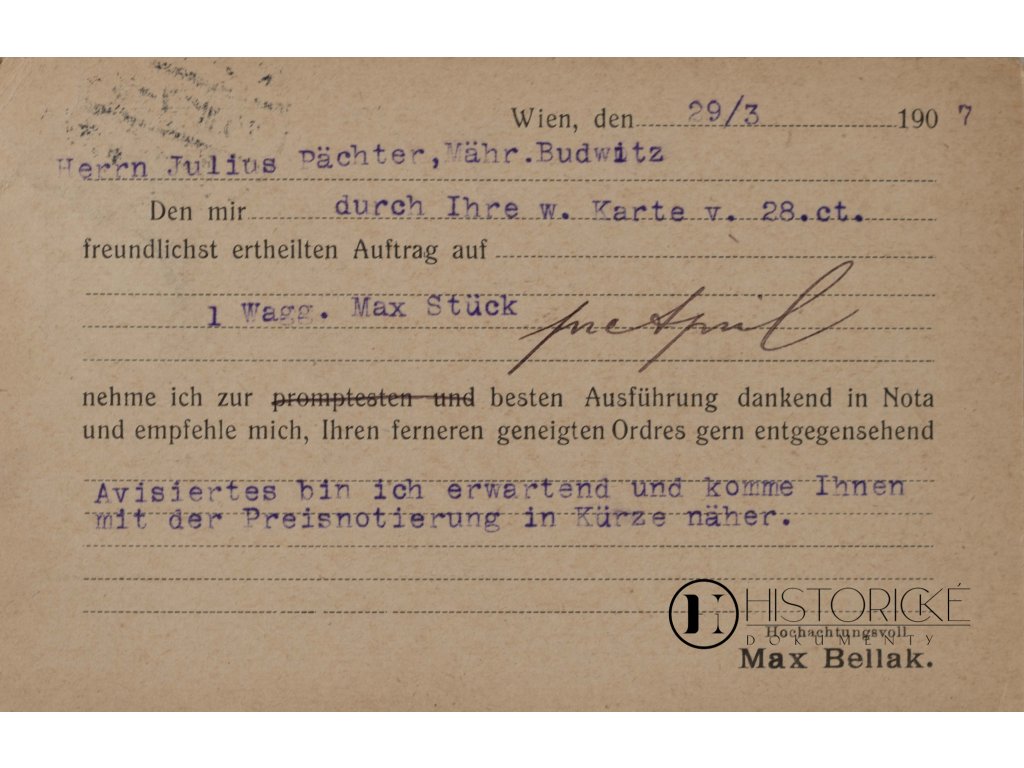 Wien, den 29/3 1907
Herrn Julius Pächter, Mähr. Budwitz
Den mir durch Ihre w. Karte v. 28.ct.
freundlichst ertheilten Auftrag auf
1 Wagg. Max Stück pre April
nehme ich zur promptesten und besten Ausführung dankend in Nota
und empfehle mich, Ihren ferneren geneigten Ordres gern entgegensehend
Avisiertes bin ich erwartend und komme Ihnen
mit der Preisnotierung in Kürze näher.
HISTORICKÉ
DOKUMENTY
Hochachtungsvoll
Max Bellak.